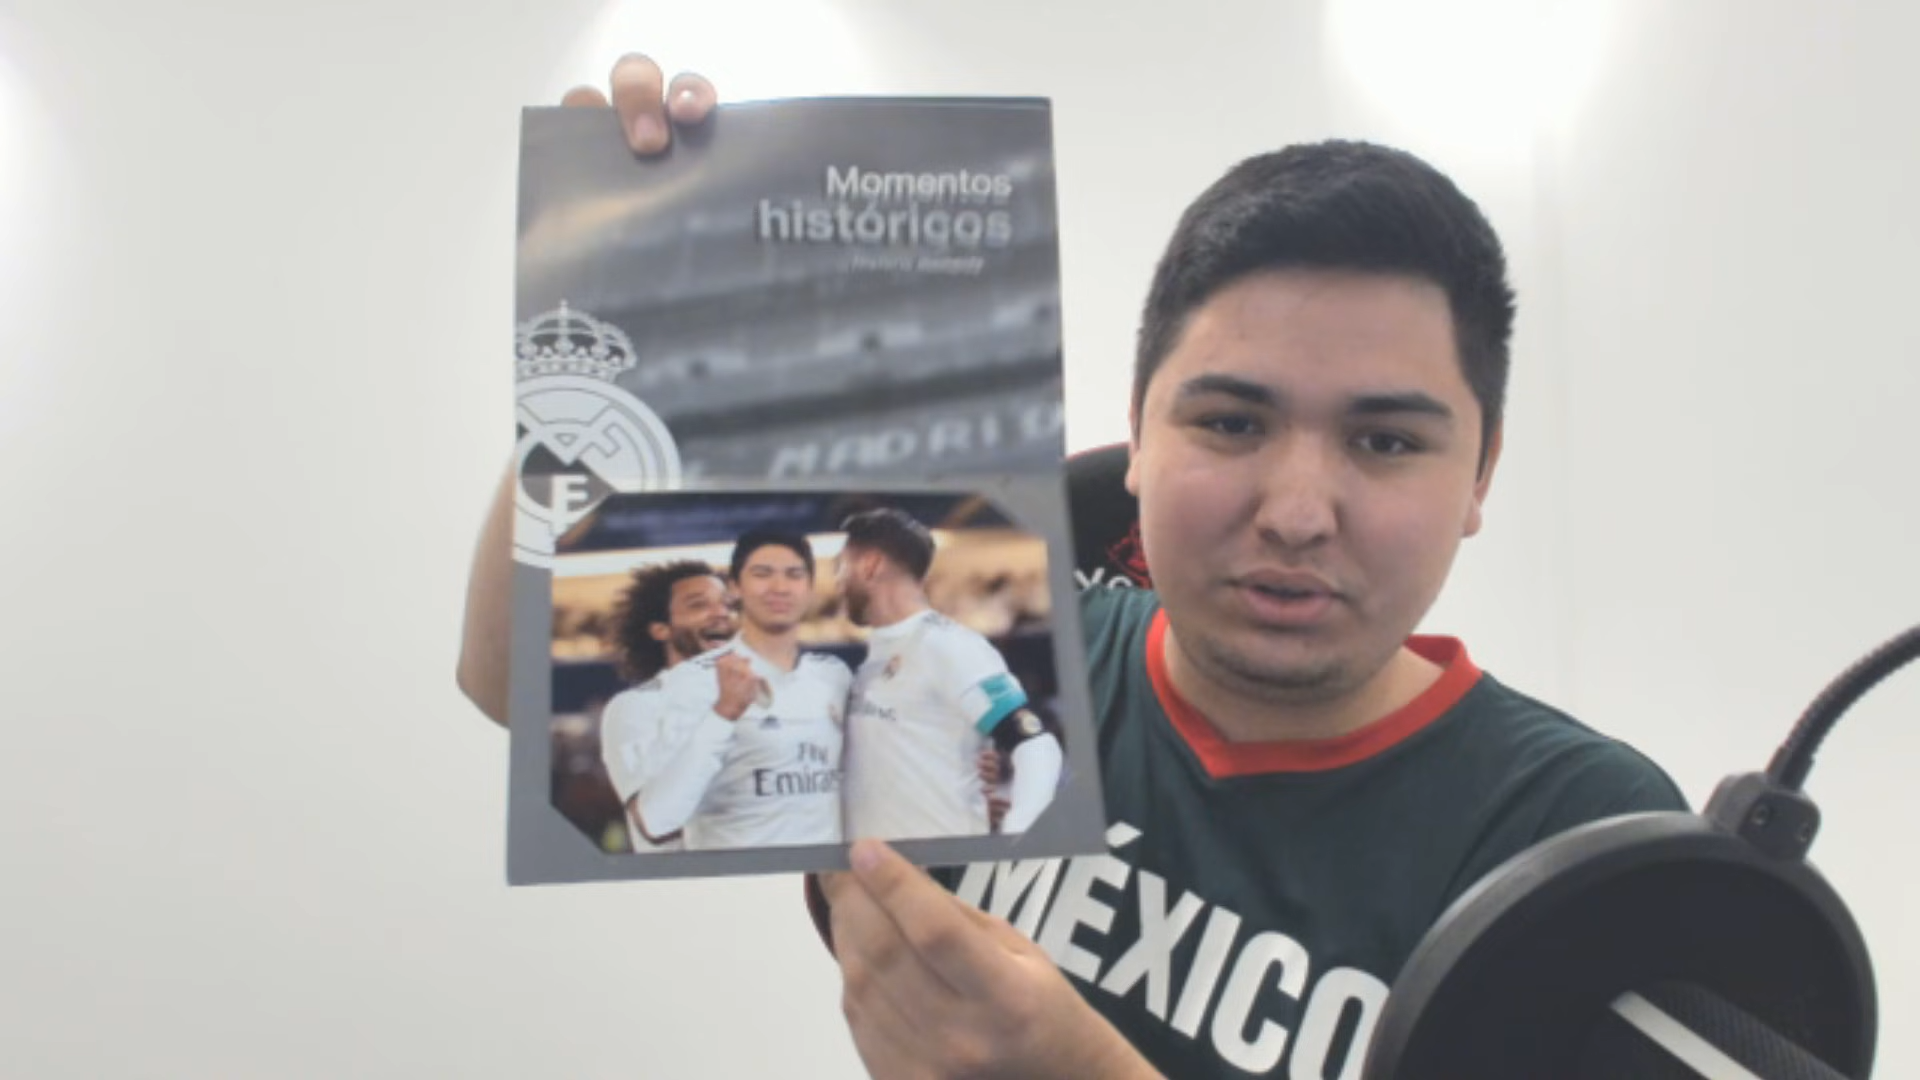 Momentos
históricos
MADRID
Fly
Emirates
MÉXICO